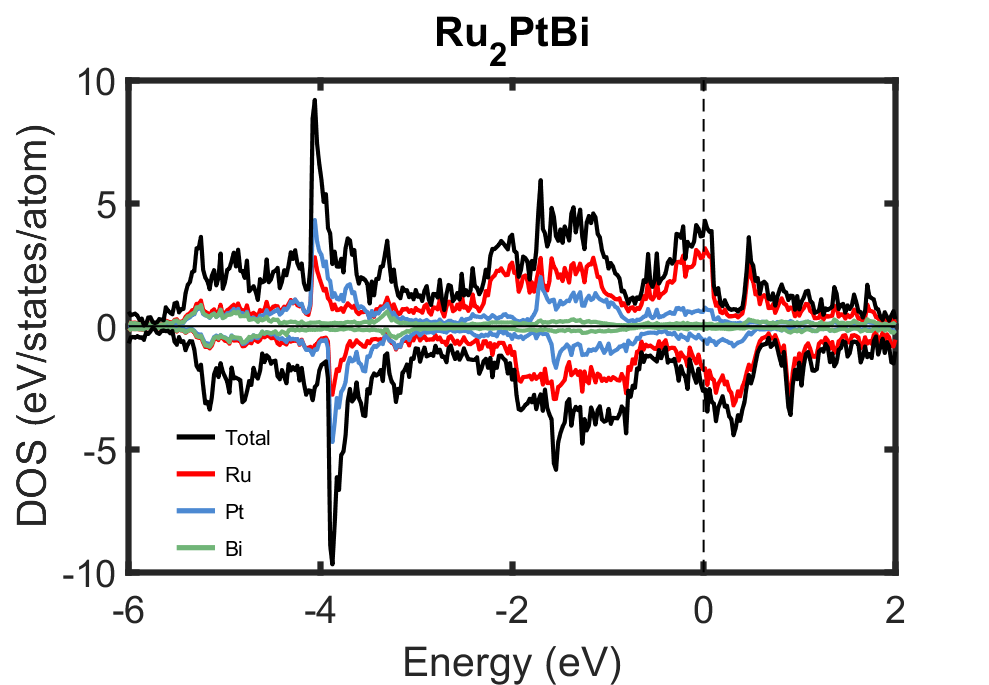 Ru₂PtBi
DOS (eV/states/atom)
10
5
0
-5
-10
Total
Ru
Pt
Bi
-6 -4 -2 0 2
Energy (eV)